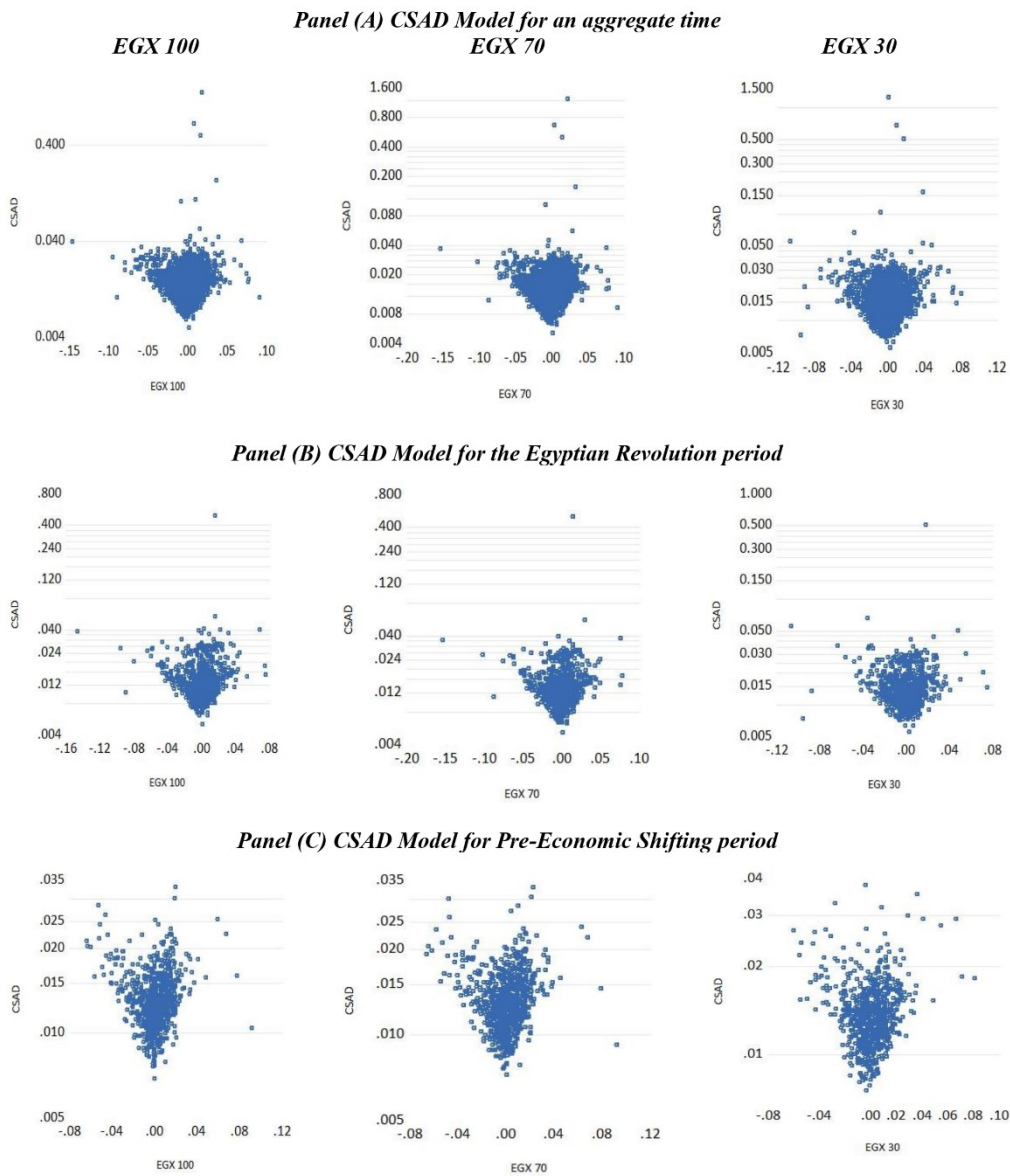 Panel (A) CSAD Model for an aggregate time
EGX 100 EGX 70 EGX 30
0.400
0.040
0.004
CSAD
-.15 -.10 -.05 .00 .05 .10
EGX 100
1.600
0.800
0.400
0.200
0.080
0.040
0.020
0.008
0.004
CSAD
-.20 -.15 -.10 -.05 .00 .05 .10
EGX 70
1.500
0.500
0.300
0.150
0.050
0.030
0.015
0.005
CSAD
-.12 -.08 -.04 .00 .04 .08 .12
EGX 30
Panel (B) CSAD Model for the Egyptian Revolution period
.800
.400
.240
.120
.040
.024
.012
.004
CSAD
-.16 -.12 -.08 -.04 .00 .04 .08
EGX 100
.800
.400
.240
.120
.040
.024
.012
.004
CSAD
-.20 -.15 -.10 -.05 .00 .05 .10
EGX 70
1.000
0.500
0.300
0.150
0.050
0.030
0.015
0.005
CSAD
-.12 -.08 -.04 .00 .04 .08
EGX 30
Panel (C) CSAD Model for Pre-Economic Shifting period
.035
.025
.020
.015
.010
.005
CSAD
-.08 -.04 .00 .04 .08 .12
EGX 100
.035
.025
.020
.015
.010
.005
CSAD
-.08 -.04 .00 .04 .08 .12
EGX 70
.04
.03
.02
.01
CSAD
-.08 -.04 .00 .02 .04 .06 .08 .10
EGX 30